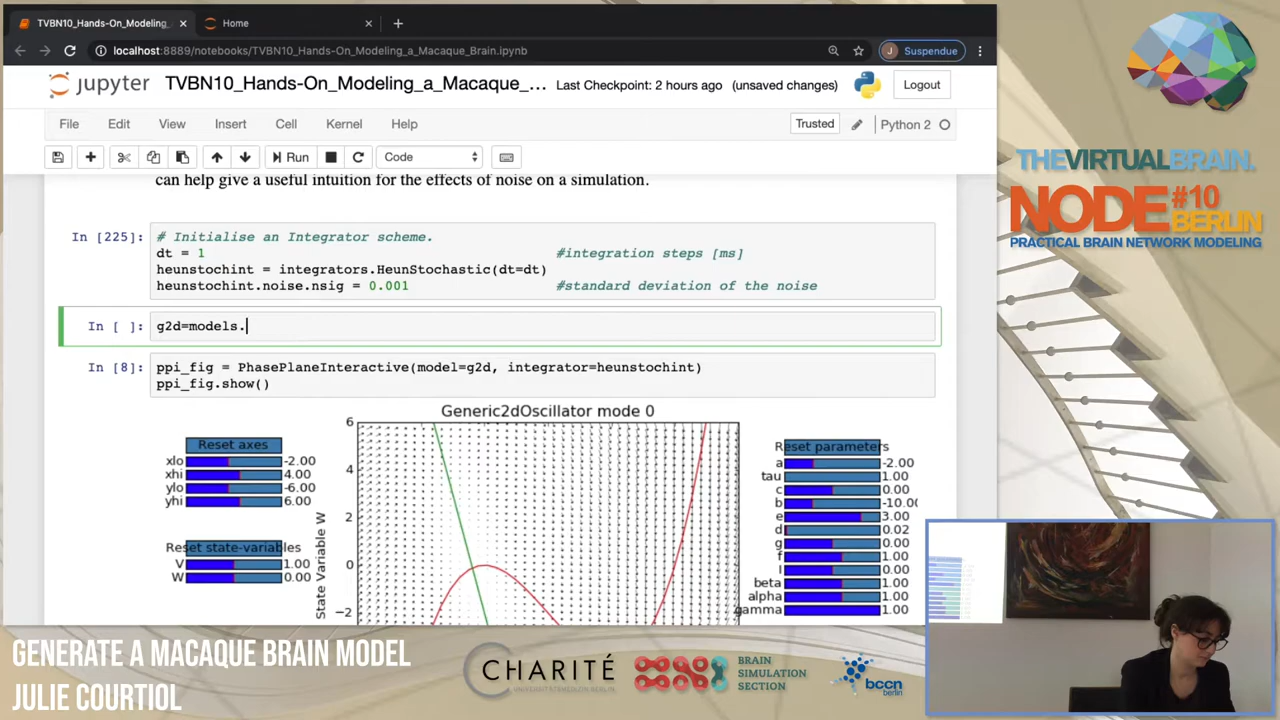 TVBN10_Hands-On_Modeling_
Home
localhost:8889/notebooks/TVBN10_Hands-On_Modeling_a_Macaque_Brain.ipynb
J
Suspendue
jupyter
TVBN10_Hands-On_Modeling_a_Macaque_...
Last Checkpoint: 2 hours ago
(unsaved changes)
Logout
File
Edit
View
Insert
Cell
Kernel
Help
Trusted
Python 2
Run
Code
can help give a useful intuition for the effects of noise on a simulation.
In [225]:
# Initialise an Integrator scheme.
dt = 1 #integration steps [ms]
heunstochint = integrators.HeunStochastic(dt=dt)
heunstochint.noise.nsig = 0.001 #standard deviation of the noise
In [ ]:
g2d=models.
In [8]:
ppi_fig = PhasePlaneInteractive(model=g2d, integrator=heunstochint)
ppi_fig.show()
Generic2dOscillator mode 0
Reset axes
xlo -2.00
xhi 4.00
ylo -6.00
yhi 6.00
Reset state-variables
V 1.00
W 0.00
State Variable W
6
4
2
0
−2
Reset parameters
a -2.00
tau 1.00
c 0.00
b -10.00
e 3.00
d 0.02
g 0.00
f 1.00
I 0.00
beta 1.00
alpha 1.00
gamma 1.00
THEVIRTUALBRAIN.
NODE #10
BERLIN
PRACTICAL BRAIN NETWORK MODELING
GENERATE A MACAQUE BRAIN MODEL
JULIE COURTIOL
CHARITÉ
UNIVERSITÄTSMEDIZIN BERLIN
BRAIN
SIMULATION
SECTION
bccn
berlin